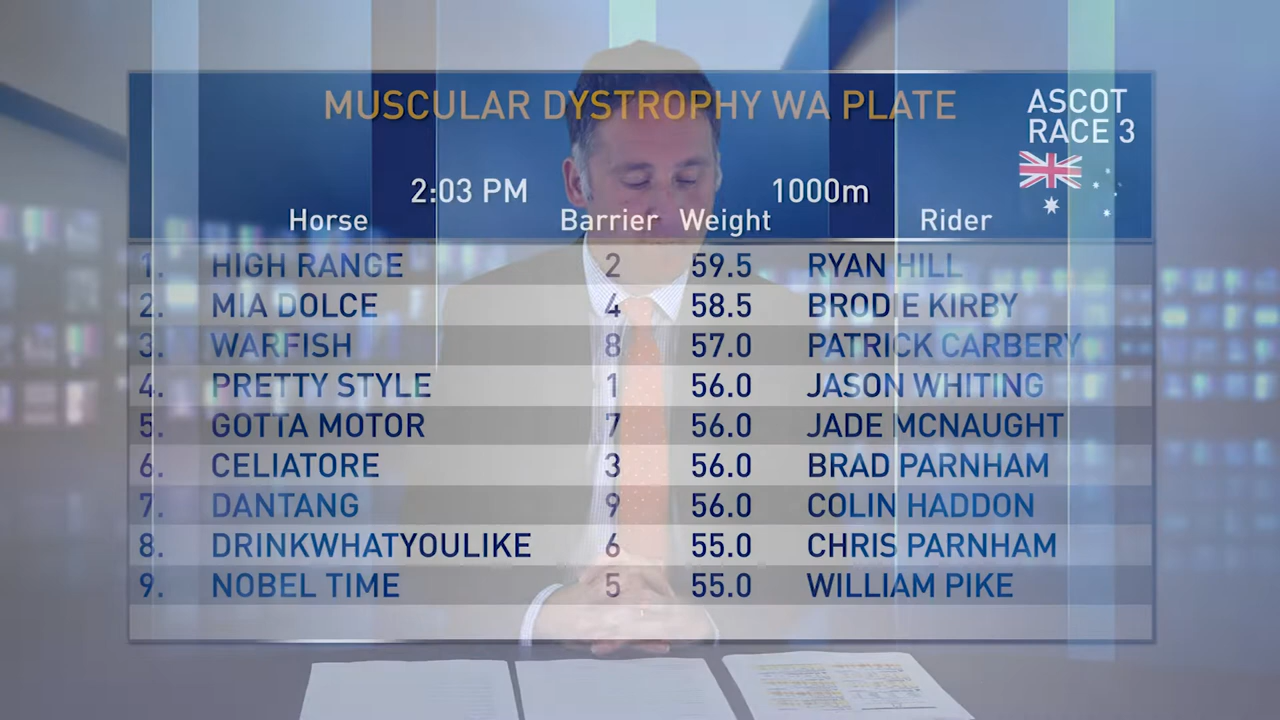 MUSCULAR DYSTROPHY WA PLATE
ASCOT
RACE 3
2:03 PM 1000m
Horse Barrier Weight Rider
1. HIGH RANGE 2 59.5 RYAN HILL
2. MIA DOLCE 4 58.5 BRODIE KIRBY
3. WARFISH 8 57.0 PATRICK CARBERY
4. PRETTY STYLE 1 56.0 JASON WHITING
5. GOTTA MOTOR 7 56.0 JADE MCNAUGHT
6. CELIATORE 3 56.0 BRAD PARNHAM
7. DANTANG 9 56.0 COLIN HADDON
8. DRINKWHATYOULIKE 6 55.0 CHRIS PARNHAM
9. NOBEL TIME 5 55.0 WILLIAM PIKE